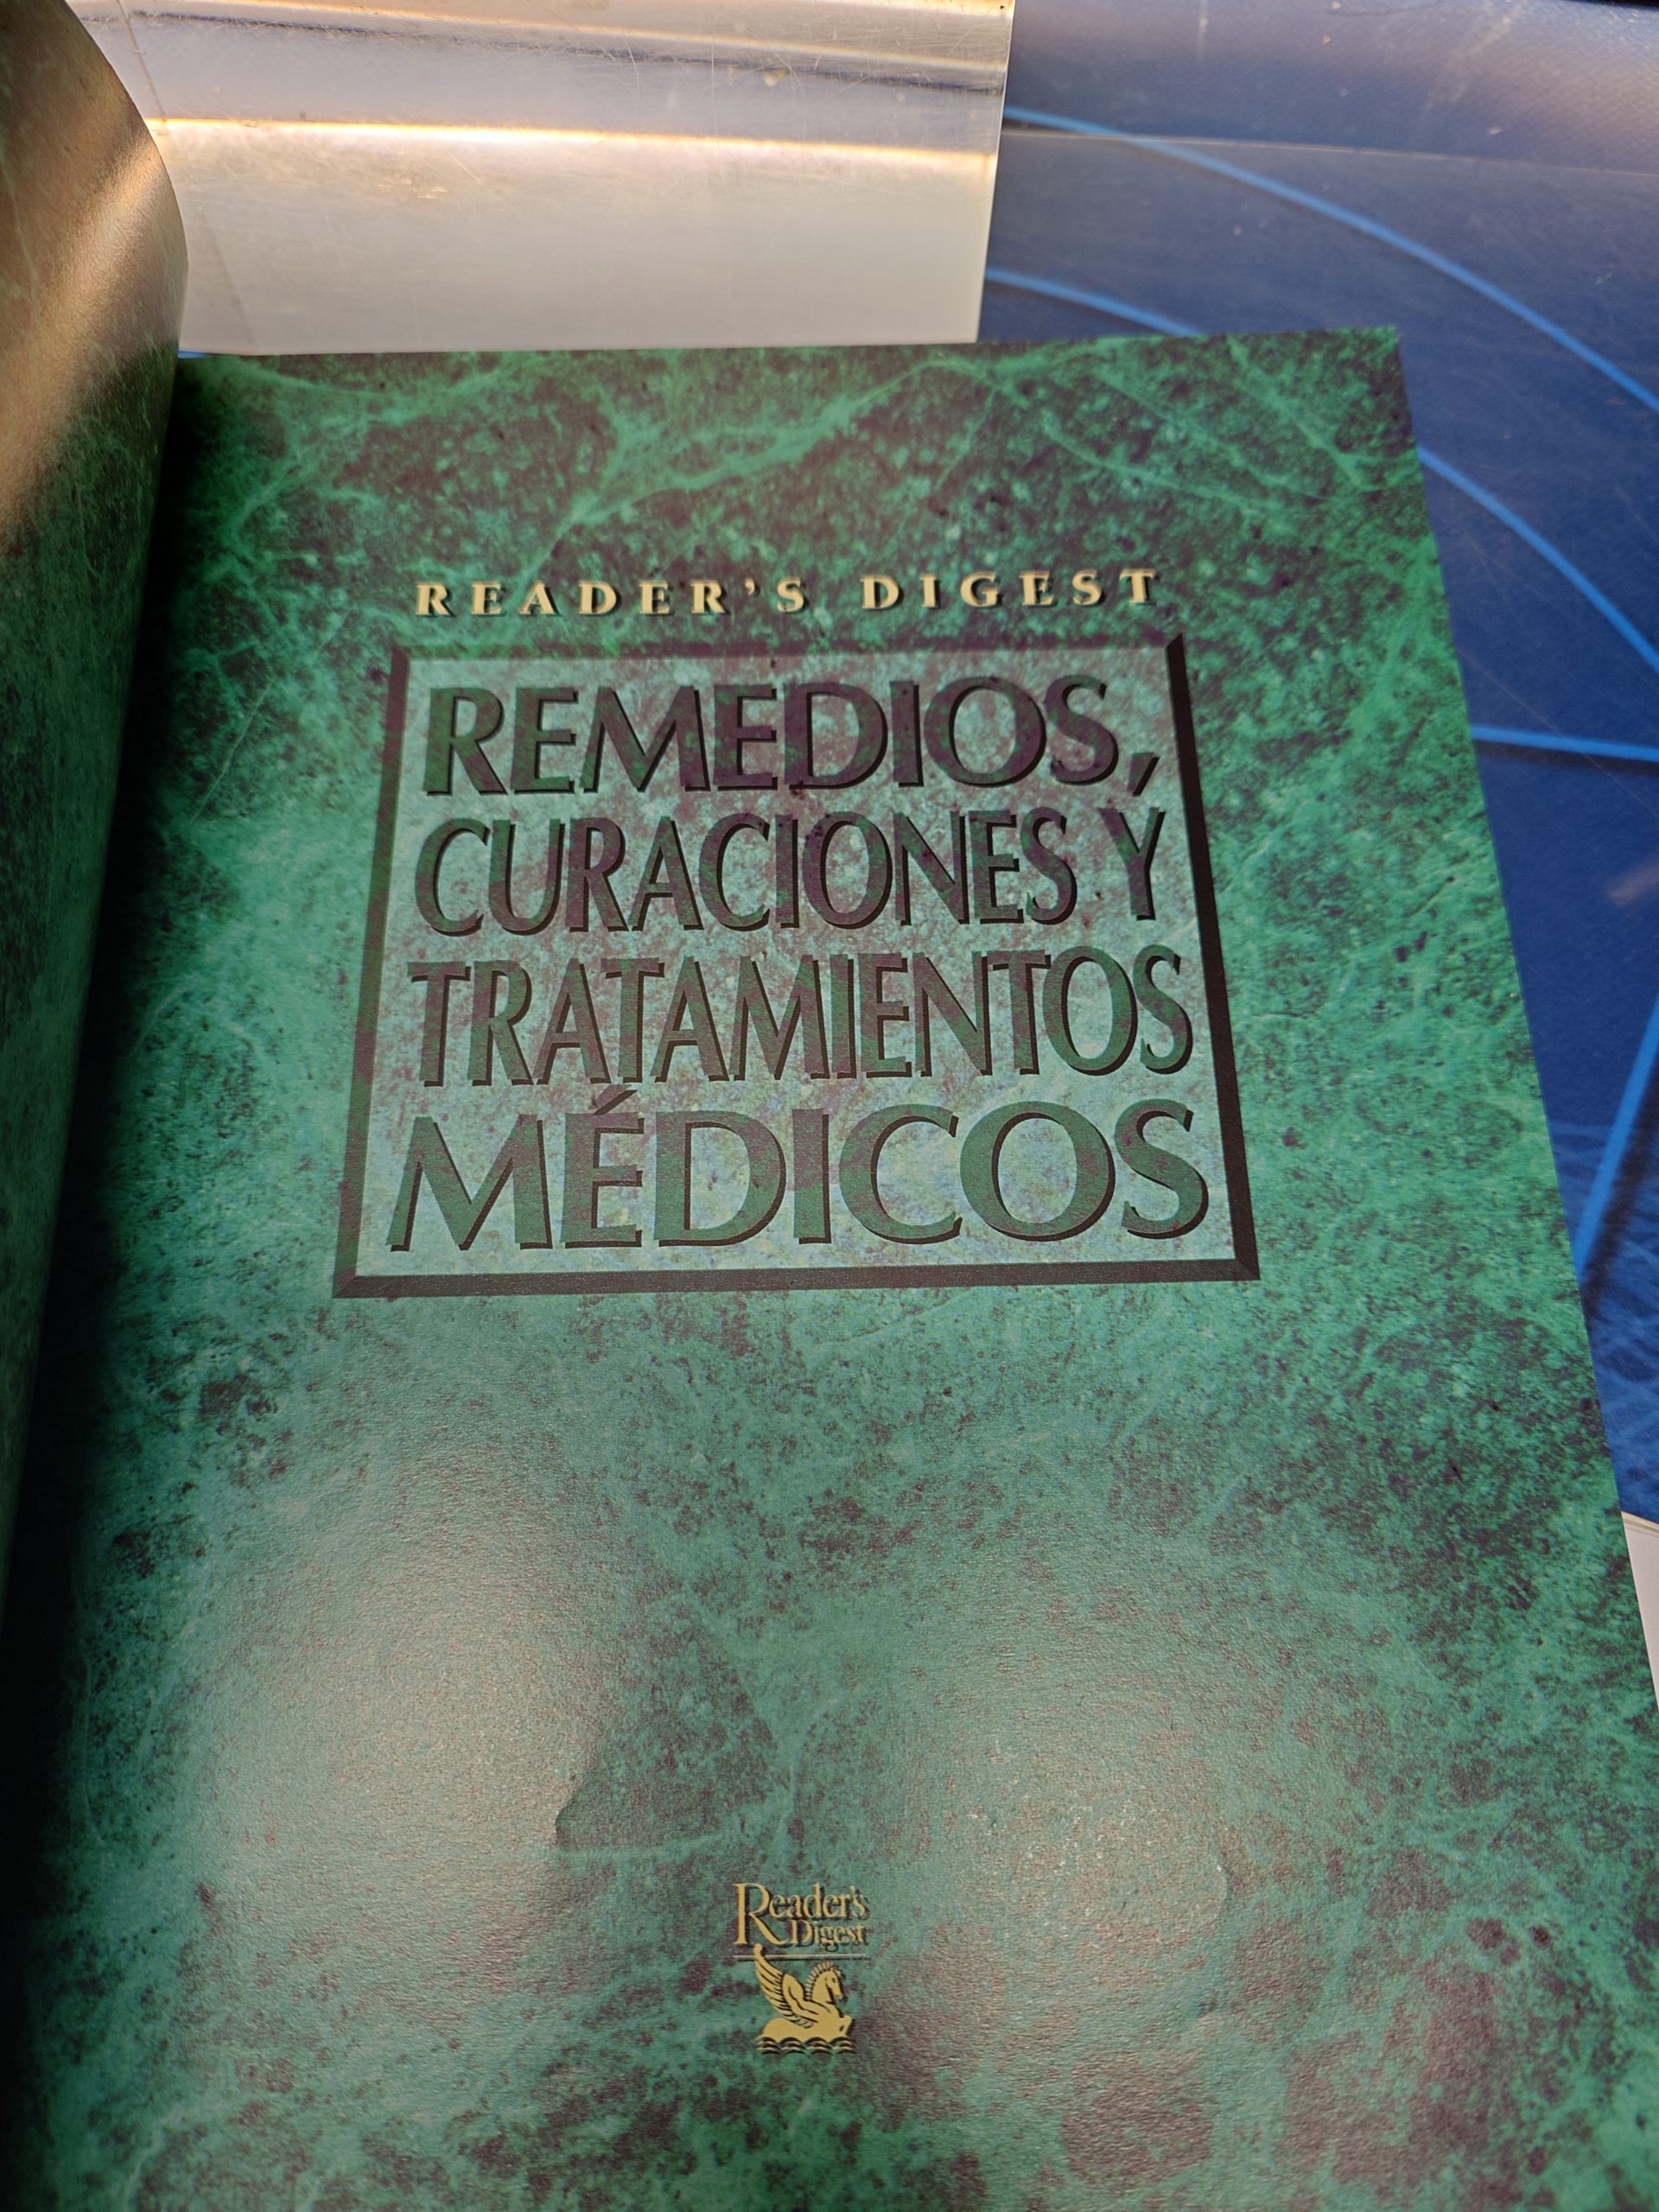 READER'S DIGEST
REMEDIOS,
CURACIONES Y
TRATAMIENTOS
MÉDICOS
Reader's
Digest